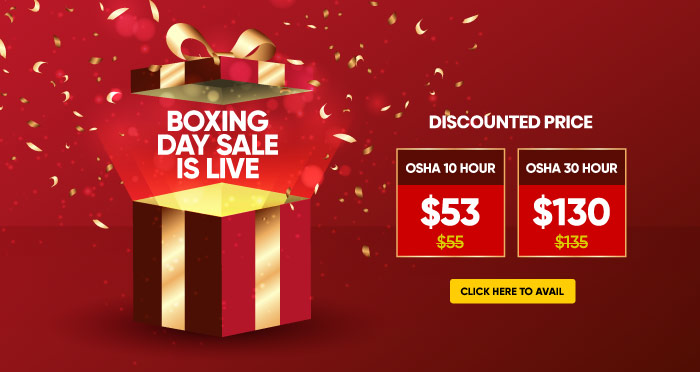 BOXING
DAY SALE
IS LIVE
DISCOUNTED PRICE
OSHA 10 HOUR
$53
$55
OSHA 30 HOUR
$130
$135
CLICK HERE TO AVAIL